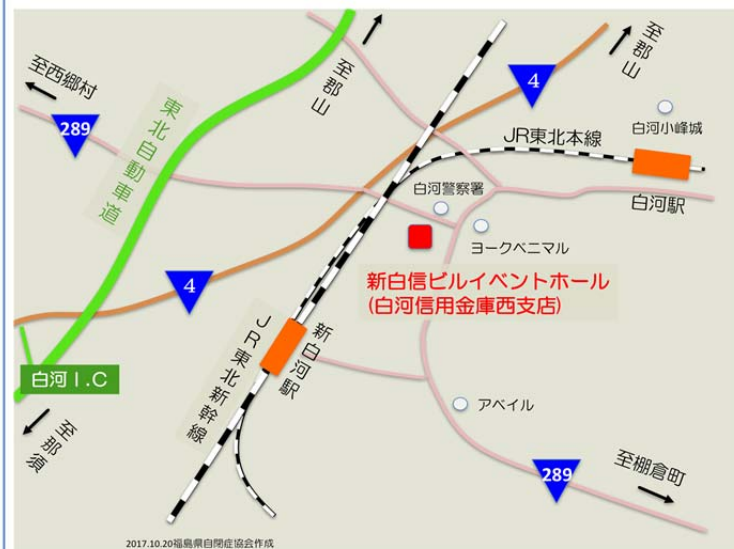 至西郷村
289
東北自動車道
至郡山
4
至郡山
白河小峰城
JR東北本線
白河駅
白河警察署
ヨークベニマル
4
新白信ビルイベントホール
(白河信用金庫西支店)
新白河駅
JR東北新幹線
白河I.C
至那須
アベイル
289
至棚倉町
2017.10.20福島県自閉症協会作成